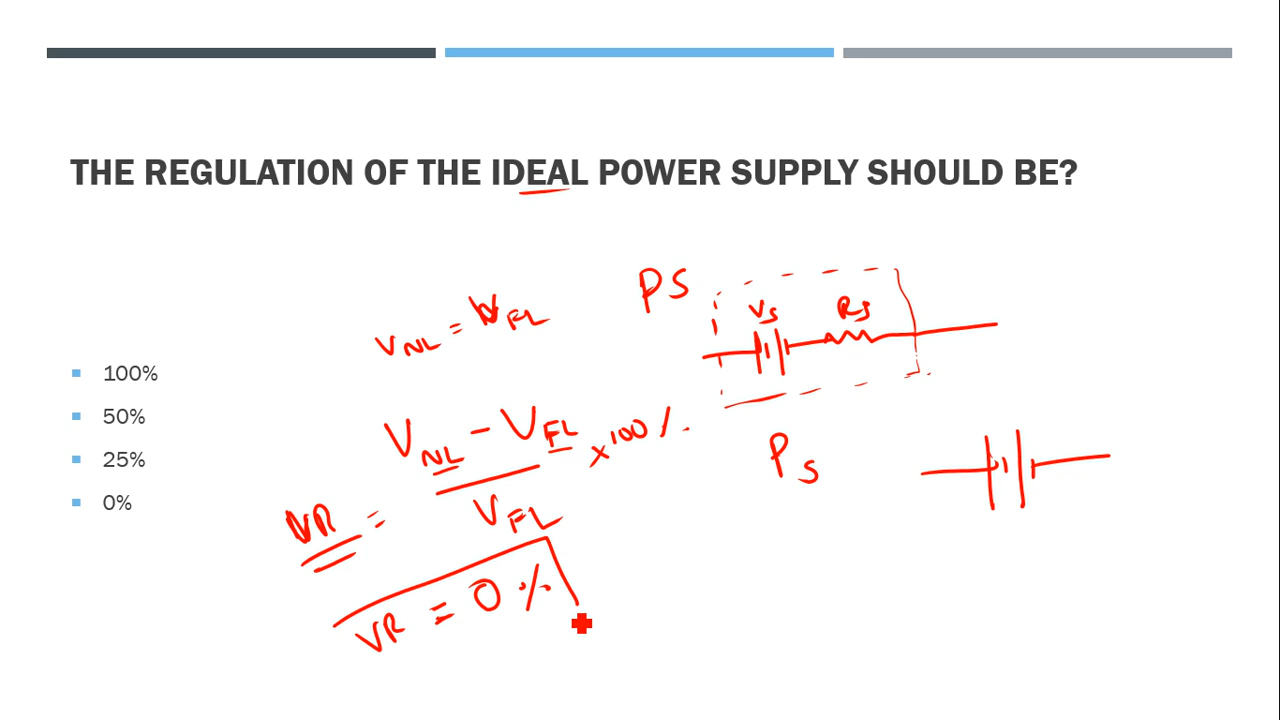 THE REGULATION OF THE IDEAL POWER SUPPLY SHOULD BE?
PS
Vs Rs
VNL = VFL
100%
50%
25%
0%
VNL - VFL x 100%
VR =
VFL
Ps
VR = 0%